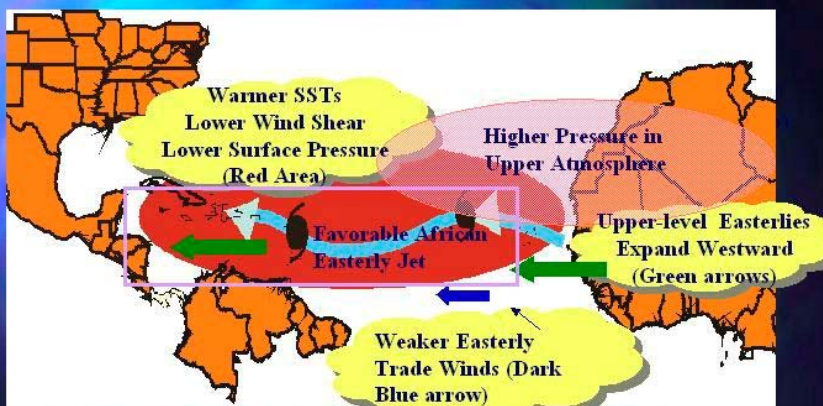 Warmer SSTs
Lower Wind Shear
Lower Surface Pressure
(Red Area)
Higher Pressure in
Upper Atmosphere
Favorable African
Easterly Jet
Upper-level Easterlies
Expand Westward
(Green arrows)
Weaker Easterly
Trade Winds (Dark
Blue arrow)